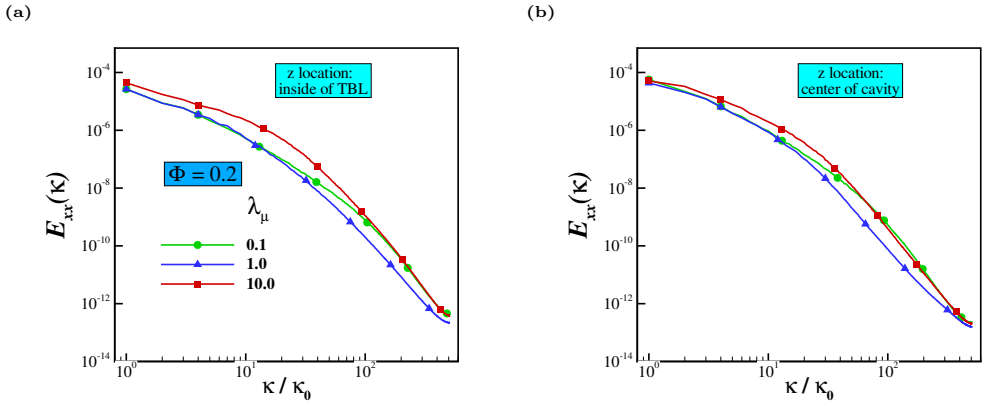 (a)
E_xx(κ)
10^-4
10^-6
10^-8
10^-10
10^-12
10^-14
z location:
inside of TBL
Φ = 0.2
λ_μ
0.1
1.0
10.0
10^0
10^1
10^2
κ / κ_0
(b)
E_xx(κ)
10^-4
10^-6
10^-8
10^-10
10^-12
10^-14
z location:
center of cavity
10^0
10^1
10^2
κ / κ_0